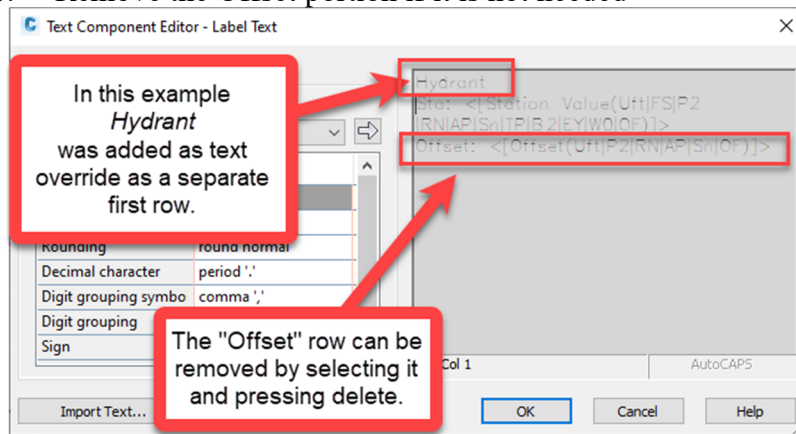 Remove the Offset portion if it is not needed
Text Component Editor - Label Text
In this example
Hydrant
was added as text
override as a separate
first row.
Hydrant
Sta: <[Station Value(Uft|FS|P2
|RN|AP|Sn|TP|B2|EY|W0|OF)]>
Offset: <[Offset(Uft|P2|RN|AP|Sn|OF)]>
Rounding round normal
Decimal character period '.'
Digit grouping symbo comma ','
Digit grouping
Sign
The "Offset" row can be
removed by selecting it
and pressing delete.
Col 1
AutoCAPS
Import Text...
OK
Cancel
Help